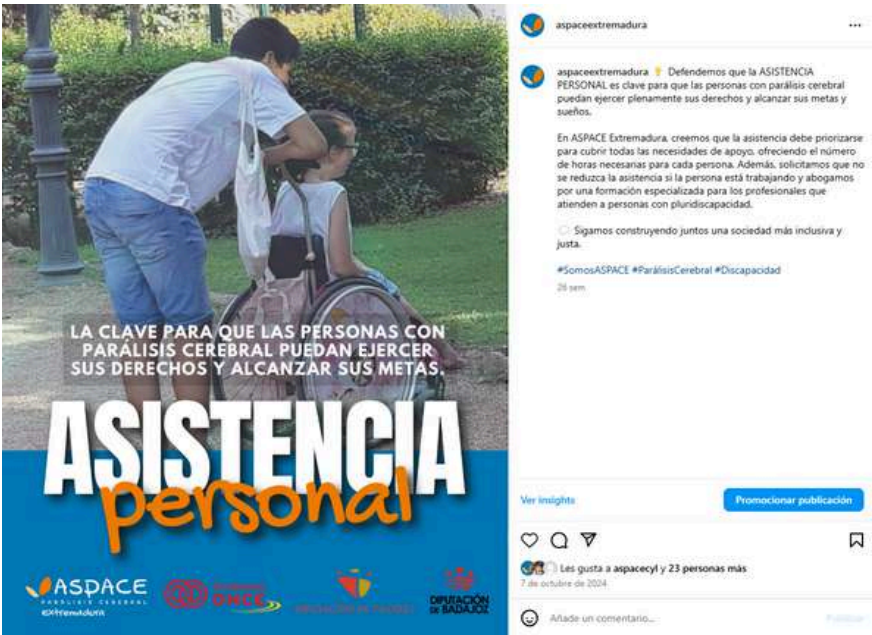 LA CLAVE PARA QUE LAS PERSONAS CON
PARÁLISIS CEREBRAL PUEDAN EJERCER
SUS DERECHOS Y ALCANZAR SUS METAS.
ASISTENCIA
personal
ASPACE
PARÁLISIS CEREBRAL
extremadura
ONCE
DIPUTACIÓN
DE BADAJOZ
aspaceextremadura
aspaceextremadura Defendemos que la ASISTENCIA
PERSONAL es clave para que las personas con parálisis cerebral
puedan ejercer plenamente sus derechos y alcanzar sus metas y
sueños.
En ASPACE Extremadura, creemos que la asistencia debe priorizarse
para cubrir todas las necesidades de apoyo, ofreciendo el número
de horas necesarias para cada persona. Además, solicitamos que no
se reduzca la asistencia si la persona está trabajando y abogamos
por una formación especializada para los profesionales que
atienden a personas con pluridiscapacidad.
Sigamos construyendo juntos una sociedad más inclusiva y
justa.
#SomosASPACE #ParálisisCerebral #Discapacidad
26 sem
Ver insights
Promocionar publicación
Les gusta a aspacecyl y 23 personas más
7 de octubre de 2024
Añade un comentario...
Publicar